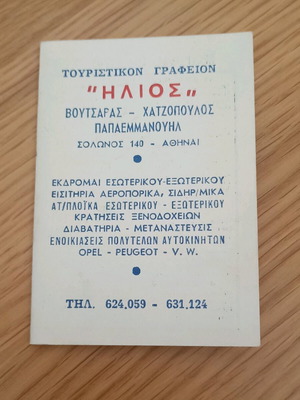 ΤΟΥΡΙΣΤΙΚΟΝ ΓΡΑΦΕΙΟΝ
"ΗΛΙΟΣ"
ΒΟΥΤΣΑΡΑΣ - ΧΑΤΖΟΠΟΥΛΟΣ
ΠΑΠΑΕΜΜΑΝΟΥΗΛ
ΣΟΛΩΝΟΣ 140 - ΑΘΗΝΑΙ
ΕΚΔΡΟΜΑΙ ΕΣΩΤΕΡΙΚΟΥ-ΕΞΩΤΕΡΙΚΟΥ
ΕΙΣΙΤΗΡΙΑ ΑΕΡΟΠΟΡΙΚΑ, ΣΙΔΗΡ/ΜΙΚΑ
ΑΤ/ΠΛΟΪΚΑ ΕΣΩΤΕΡΙΚΟΥ - ΕΞΩΤΕΡΙΚΟΥ
ΚΡΑΤΗΣΕΙΣ ΞΕΝΟΔΟΧΕΙΩΝ
ΔΙΑΒΑΤΗΡΙΑ - ΜΕΤΑΝΑΣΤΕΥΣΙΣ
ΕΝΟΙΚΙΑΣΕΙΣ ΠΟΛΥΤΕΛΩΝ ΑΥΤΟΚΙΝΗΤΩΝ
OPEL - PEUGEOT - V.W.
ΤΗΛ. 624,059 - 631,124